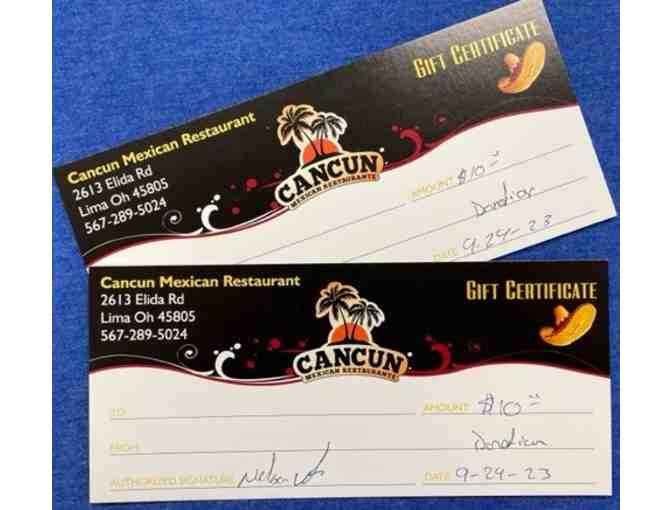 GIFT CERTIFICATE
Cancun Mexican Restaurant
2613 Elida Rd
Lima Oh 45805
567-289-5024
CANCUN
MEXICAN RESTAURANTE
AMOUNT $10
DATE 9-24-23
Cancun Mexican Restaurant
2613 Elida Rd
Lima Oh 45805
567-289-5024
GIFT CERTIFICATE
CANCUN
MEXICAN RESTAURANTE
TO
AMOUNT $10
FROM
AUTHORIZED SIGNATURE
DATE 9-24-23